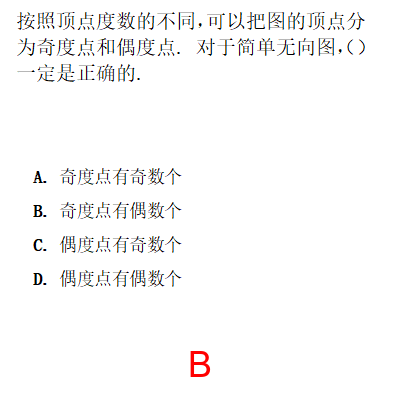 按照顶点度数的不同,可以把图的顶点分
为奇度点和偶度点. 对于简单无向图,()
一定是正确的.
A. 奇度点有奇数个
B. 奇度点有偶数个
C. 偶度点有奇数个
D. 偶度点有偶数个
B